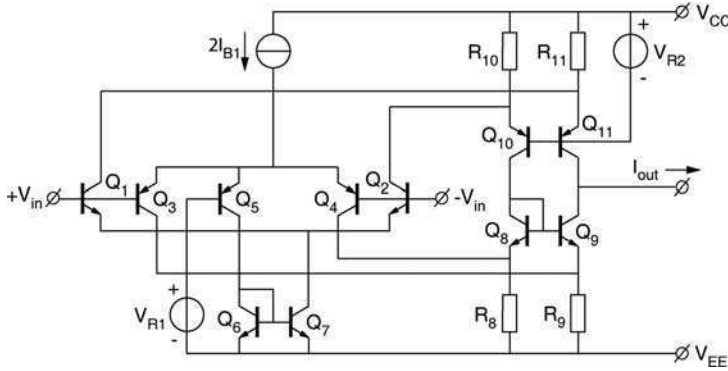 V_CC
2I_B1
R_10
R_11
+
V_R2
-
Q_10
Q_11
Q_1
Q_2
I_out
+V_in
Q_3
Q_5
Q_4
-V_in
Q_8
Q_9
+
V_R1
-
Q_6
Q_7
R_8
R_9
V_EE